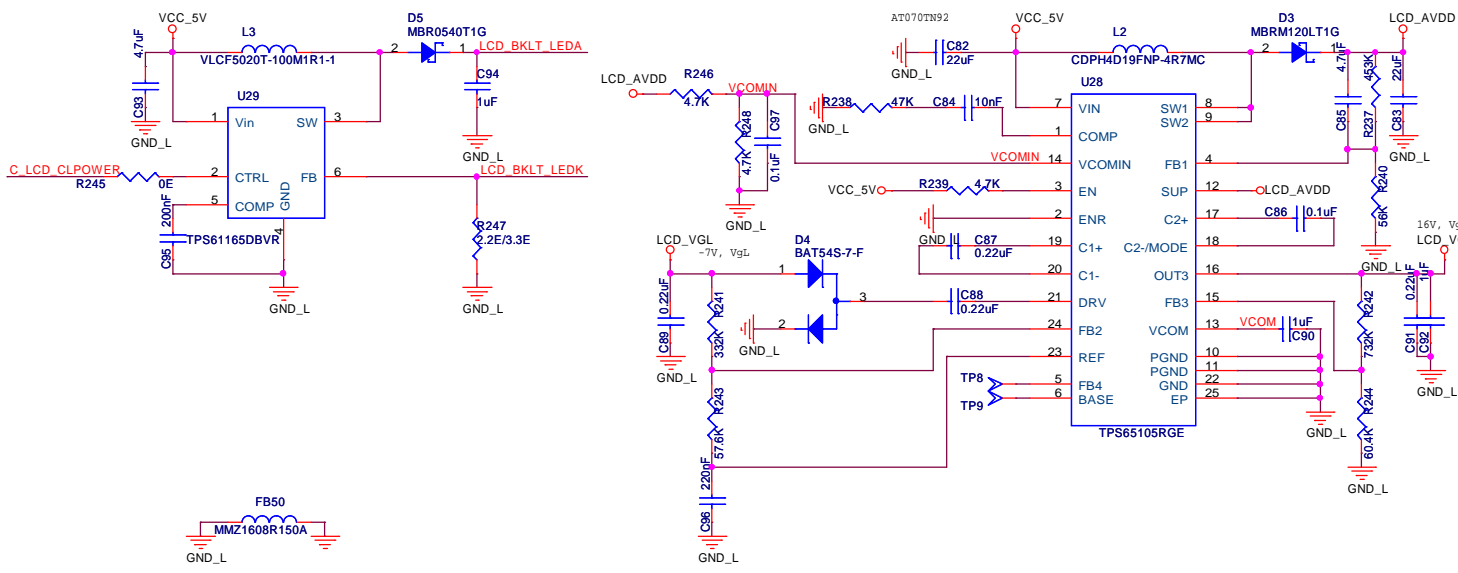 VCC_5V
L3
VLCF5020T-100M1R1-1
D5
MBR0540T1G
2
1
LCD_BKLT_LEDA
4.7uF
C93
GND_L
C94
1uF
GND_L
U29
1
Vin
SW
3
C_LCD_CLPOWER
R245
0E
2
CTRL
FB
6
LCD_BKLT_LEDK
5
COMP
GND
4
200nF
C95
TPS61165DBVR
GND_L
R247
2.2E/3.3E
GND_L
FB50
MMZ1608R150A
GND_L
AT070TN92
GND_L
C82
22uF
VCC_5V
L2
CDPH4D19FNP-4R7MC
D3
MBRM120LT1G
2
1
LCD_AVDD
4.7uF
C85
453K
R237
22uF
C83
GND_L
R240
56K
GND_L
LCD_AVDD
R246
4.7K
VCOMIN
R248
4.7K
C97
0.1uF
GND_L
R238
47K
C84
10nF
GND_L
VCOMIN
VCC_5V
R239
4.7K
GND_L
C87
0.22uF
LCD_VGL
-7V, VgL
D4
BAT54S-7-F
1
2
3
GND_L
C88
0.22uF
0.22uF
C89
GND_L
R241
332K
R243
57.6K
220nF
C96
GND_L
TP8
TP9
U28
7
VIN
SW1
8
SW2
9
1
COMP
14
VCOMIN
FB1
4
3
EN
SUP
12
LCD_AVDD
2
ENR
C2+
17
C86
0.1uF
19
C1+
C2-/MODE
18
20
C1-
OUT3
16
21
DRV
FB3
15
24
FB2
VCOM
13
VCOM
1uF
C90
23
REF
PGND
10
PGND
11
5
FB4
GND
22
6
BASE
EP
25
TPS65105RGE
GND_L
16V, Vg
LCD_V
R242
732K
0.22uF
C91
1uF
C92
GND_L
R244
60.4K
GND_L